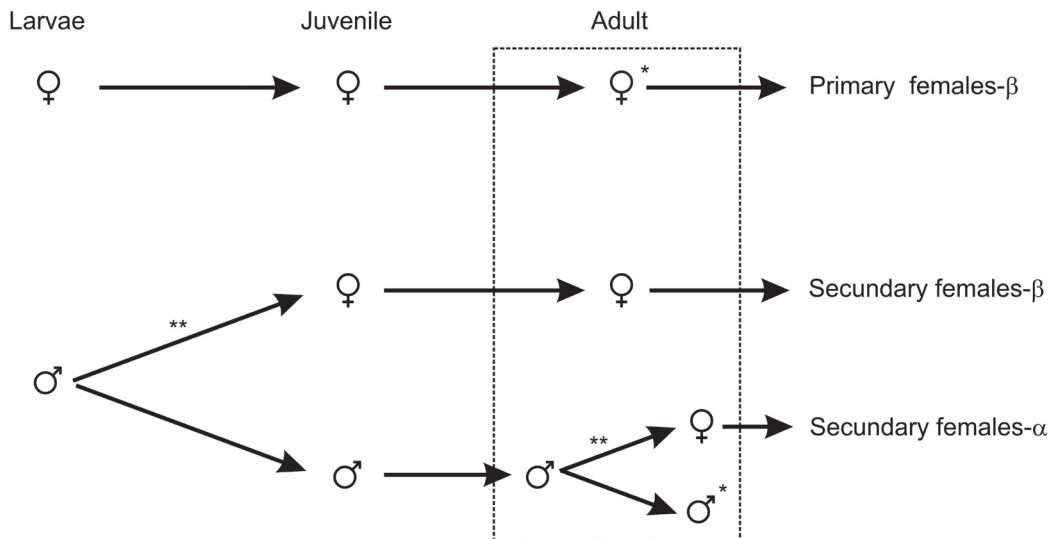 Larvae Juvenile Adult
♀ ♀ ♀* Primary females-β
♀ ♀ Secundary females-β
**
♂
♀ Secundary females-α
**
♂ ♂
♂*